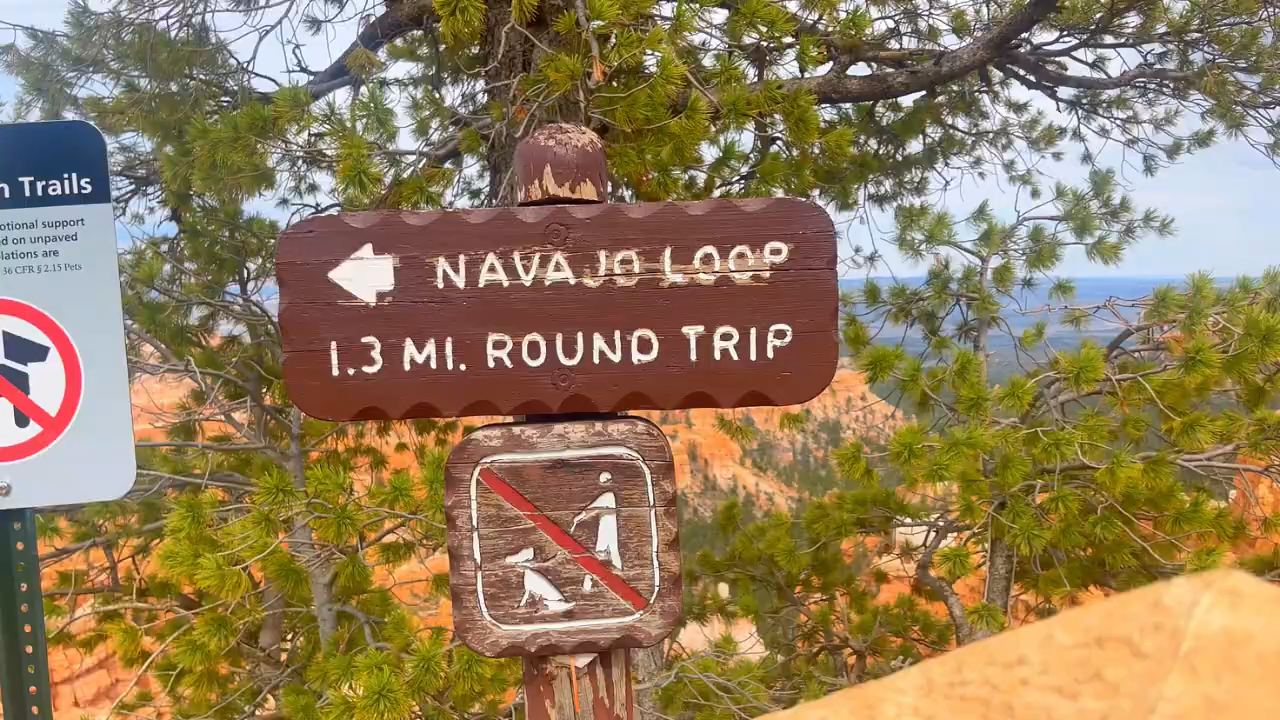 n Trails
otional support
ed on unpaved
lations are
36 CFR § 2.15 Pets
NAVAJO LOOP
1.3 MI. ROUND TRIP